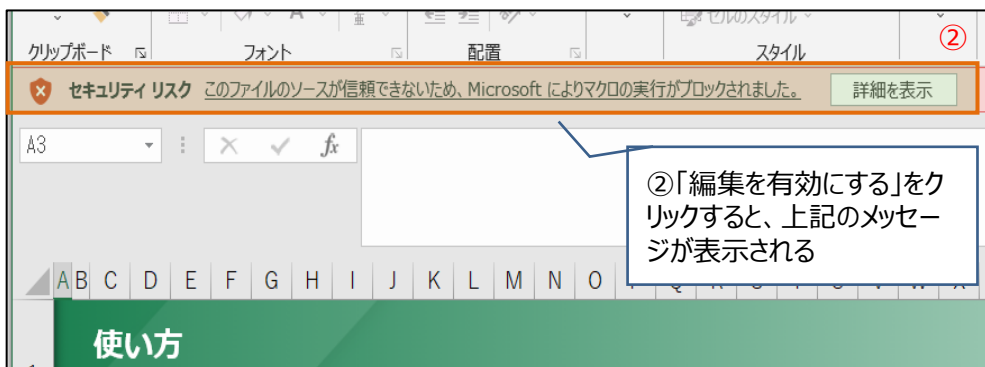 セルのスタイル
クリップボード フォント 配置 スタイル ②
セキュリティ リスク このファイルのソースが信頼できないため、Microsoft によりマクロの実行がブロックされました。 詳細を表示
A3 fx
②「編集を有効にする」をク
リックすると、上記のメッセー
ジが表示される
A B C D E F G H I J K L M N O
使い方